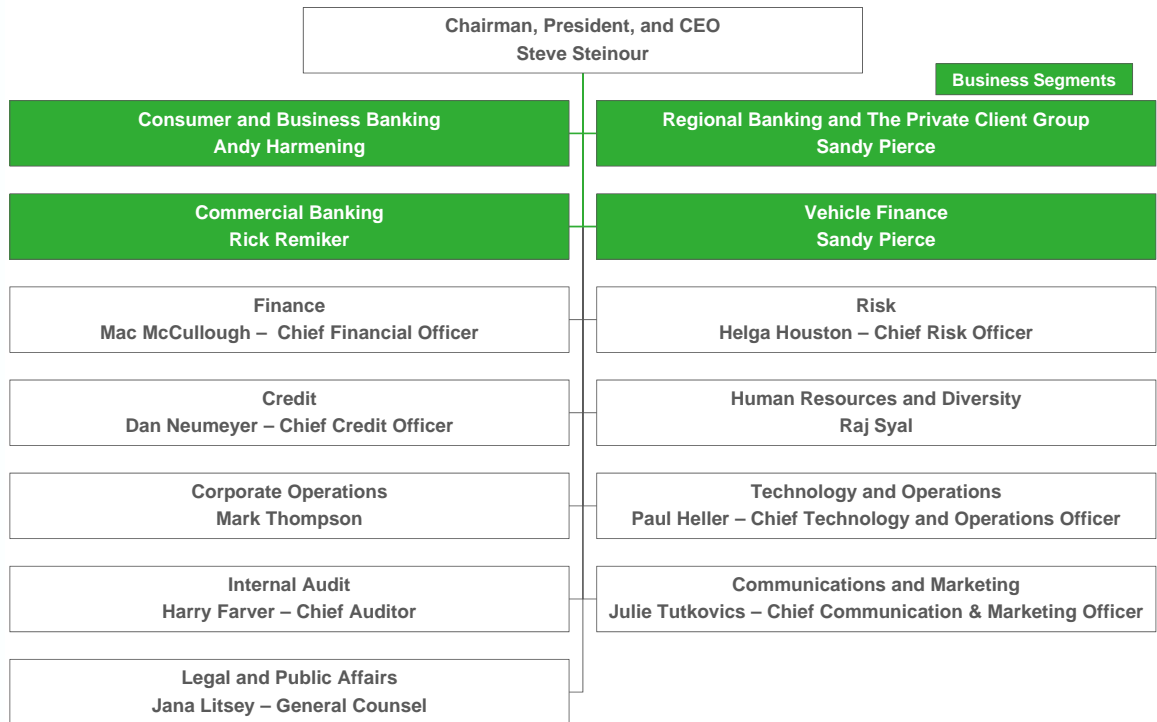 Chairman, President, and CEO
Steve Steinour
Business Segments
Consumer and Business Banking
Andy Harmening
Regional Banking and The Private Client Group
Sandy Pierce
Commercial Banking
Rick Remiker
Vehicle Finance
Sandy Pierce
Finance
Mac McCullough – Chief Financial Officer
Risk
Helga Houston – Chief Risk Officer
Credit
Dan Neumeyer – Chief Credit Officer
Human Resources and Diversity
Raj Syal
Corporate Operations
Mark Thompson
Technology and Operations
Paul Heller – Chief Technology and Operations Officer
Internal Audit
Harry Farver – Chief Auditor
Communications and Marketing
Julie Tutkovics – Chief Communication & Marketing Officer
Legal and Public Affairs
Jana Litsey – General Counsel